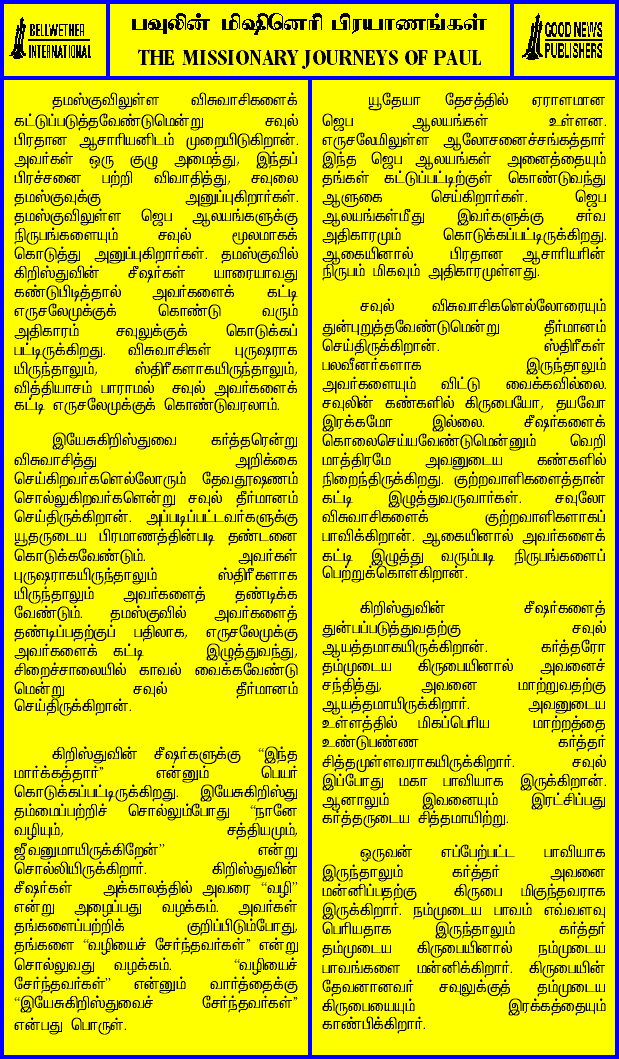 BELLWETHER
INTERNATIONAL
பவுலின் மிஷினெரி பிரயாணங்கள்
THE MISSIONARY JOURNEYS OF PAUL
GOOD NEWS
PUBLISHERS
தமஸ்குவிலுள்ள விசுவாசிகளைக்
கட்டுப்படுத்தவேண்டுமென்று சவுல்
பிரதான ஆசாரியனிடம் முறையிடுகிறான்.
அவர்கள் ஒரு குழு அமைத்து, இந்தப்
பிரச்சனை பற்றி விவாதித்து, சவுலை
தமஸ்குவுக்கு அனுப்புகிறார்கள்.
தமஸ்குவிலுள்ள ஜெப ஆலயங்களுக்கு
நிருபங்களையும் சவுல் மூலமாகக்
கொடுத்து அனுப்புகிறார்கள். தமஸ்குவில்
கிறிஸ்துவின் சீஷர்கள் யாரையாவது
கண்டுபிடித்தால் அவர்களைக் கட்டி
எருசலேமுக்குக் கொண்டு வரும்
அதிகாரம் சவுலுக்குக் கொடுக்கப்
பட்டிருக்கிறது. விசுவாசிகள் புருஷராக
யிருந்தாலும், ஸ்திரீகளாகயிருந்தாலும்,
வித்தியாசம் பாராமல் சவுல் அவர்களைக்
கட்டி எருசலேமுக்குக் கொண்டுவரலாம்.
இயேசுகிறிஸ்துவை கர்த்தரென்று
விசுவாசித்து அறிக்கை
செய்கிறவர்களெல்லோரும் தேவதூஷணம்
சொல்லுகிறவர்களென்று சவுல் தீர்மானம்
செய்திருக்கிறான். அப்படிப்பட்டவர்களுக்கு
யூதருடைய பிரமாணத்தின்படி தண்டனை
கொடுக்கவேண்டும். அவர்கள்
புருஷராகயிருந்தாலும் ஸ்திரீகளாக
யிருந்தாலும் அவர்களைத் தண்டிக்க
வேண்டும். தமஸ்குவில் அவர்களைத்
தண்டிப்பதற்குப் பதிலாக, எருசலேமுக்கு
அவர்களைக் கட்டி இழுத்துவந்து,
சிறைச்சாலையில் காவல் வைக்கவேண்டு
மென்று சவுல் தீர்மானம்
செய்திருக்கிறான்.
கிறிஸ்துவின் சீஷர்களுக்கு “இந்த
மார்க்கத்தார்” என்னும் பெயர்
கொடுக்கப்பட்டிருக்கிறது. இயேசுகிறிஸ்து
தம்மைப்பற்றிச் சொல்லும்போது “நானே
வழியும், சத்தியமும்,
ஜீவனுமாயிருக்கிறேன்” என்று
சொல்லியிருக்கிறார். கிறிஸ்துவின்
சீஷர்கள் அக்காலத்தில் அவரை “வழி”
என்று அழைப்பது வழக்கம். அவர்கள்
தங்களைப்பற்றிக் குறிப்பிடும்போது,
தங்களை “வழியைச் சேர்ந்தவர்கள்” என்று
சொல்லுவது வழக்கம். “வழியைச்
சேர்ந்தவர்கள்” என்னும் வார்த்தைக்கு
“இயேசுகிறிஸ்துவைச் சேர்ந்தவர்கள்”
என்பது பொருள்.
யூதேயா தேசத்தில் ஏராளமான
ஜெப ஆலயங்கள் உள்ளன.
எருசலேமிலுள்ள ஆலோசனைச்சங்கத்தார்
இந்த ஜெப ஆலயங்கள் அனைத்தையும்
தங்கள் கட்டுப்பட்டிற்குள் கொண்டுவந்து
ஆளுகை செய்கிறார்கள். ஜெப
ஆலயங்கள்மீது இவர்களுக்கு சர்வ
அதிகாரமும் கொடுக்கப்பட்டிருக்கிறது.
ஆகையினால் பிரதான ஆசாரியரின்
நிருபம் மிகவும் அதிகாரமுள்ளது.
சவுல் விசுவாசிகளெல்லோரையும்
துன்புறுத்தவேண்டுமென்று தீர்மானம்
செய்திருக்கிறான். ஸ்திரீகள்
பலவீனர்களாக இருந்தாலும்
அவர்களையும் விட்டு வைக்கவில்லை.
சவுலின் கண்களில் கிருபையோ, தயவோ
இரக்கமோ இல்லை. சீஷர்களைக்
கொலைசெய்யவேண்டுமென்னும் வெறி
மாத்திரமே அவனுடைய கண்களில்
நிறைந்திருக்கிறது. குற்றவாளிகளைத்தான்
கட்டி இழுத்துவருவார்கள். சவுலோ
விசுவாசிகளைக் குற்றவாளிகளாகப்
பாவிக்கிறான். ஆகையினால் அவர்களைக்
கட்டி இழுத்து வரும்படி நிருபங்களைப்
பெற்றுக்கொள்கிறான்.
கிறிஸ்துவின் சீஷர்களைத்
துன்பப்படுத்துவதற்கு சவுல்
ஆயத்தமாகயிருக்கிறான். கர்த்தரோ
தம்முடைய கிருபையினால் அவனைச்
சந்தித்து, அவனை மாற்றுவதற்கு
ஆயத்தமாயிருக்கிறார். அவனுடைய
உள்ளத்தில் மிகப்பெரிய மாற்றத்தை
உண்டுபண்ண கர்த்தர்
சித்தமுள்ளவராகயிருக்கிறார். சவுல்
இப்போது மகா பாவியாக இருக்கிறான்.
ஆனாலும் இவனையும் இரட்சிப்பது
கர்த்தருடைய சித்தமாயிற்று.
ஒருவன் எப்பேற்பட்ட பாவியாக
இருந்தாலும் கர்த்தர் அவனை
மன்னிப்பதற்கு கிருபை மிகுந்தவராக
இருக்கிறார். நம்முடைய பாவம் எவ்வளவு
பெரியதாக இருந்தாலும் கர்த்தர்
தம்முடைய கிருபையினால் நம்முடைய
பாவங்களை மன்னிக்கிறார். கிருபையின்
தேவனானவர் சவுலுக்குத் தம்முடைய
கிருபையையும் இரக்கத்தையும்
காண்பிக்கிறார்.